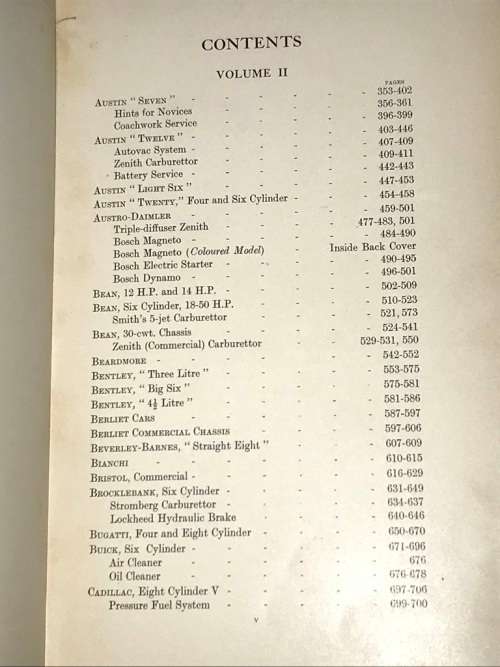 CONTENTS
VOLUME II
PAGES
AUSTIN “ SEVEN ” - - - - - - 353-402
Hints for Novices - - - - - 356-361
Coachwork Service - - - - - 396-399
AUSTIN “ TWELVE ” - - - - - - 403-446
Autovac System - - - - - - 407-409
Zenith Carburettor - - - - - 409-411
Battery Service - - - - - - 442-443
AUSTIN “ LIGHT SIX ” - - - - - 447-453
AUSTIN “ TWENTY,” Four and Six Cylinder - - - 454-458
AUSTRO-DAIMLER - - - - - 459-501
Triple-diffuser Zenith - - - - 477-483, 501
Bosch Magneto - - - - - - 484-490
Bosch Magneto (Coloured Model) - - Inside Back Cover
Bosch Electric Starter - - - - - 490-495
Bosch Dynamo - - - - - - 496-501
BEAN, 12 H.P. and 14 H.P. - - - - - 502-509
BEAN, Six Cylinder, 18-50 H.P. - - - - 510-523
Smith's 5-jet Carburettor - - - - 521, 573
BEAN, 30-cwt. Chassis - - - - - 524-541
Zenith (Commercial) Carburettor - - 529-531, 550
BEARDMORE - - - - - - - 542-552
BENTLEY, “ Three Litre ” - - - - - 553-575
BENTLEY, “ Big Six ” - - - - - 575-581
BENTLEY, “ 4½ Litre ” - - - - - 581-586
BERLIET CARS - - - - - - 587-597
BERLIET COMMERCIAL CHASSIS - - - - 597-606
BEVERLEY-BARNES, “ Straight Eight ” - - - 607-609
BIANCHI - - - - - - - 610-615
BRISTOL, Commercial - - - - - - 616-629
BROCKLEBANK, Six Cylinder - - - - - 631-649
Stromberg Carburettor - - - - - 634-637
Lockheed Hydraulic Brake - - - - 640-646
BUGATTI, Four and Eight Cylinder - - - - 650-670
BUICK, Six Cylinder - - - - - - 671-696
Air Cleaner - - - - - - 676
Oil Cleaner - - - - - - 676-678
CADILLAC, Eight Cylinder V - - - - - 697-706
Pressure Fuel System - - - - - 699-700
v